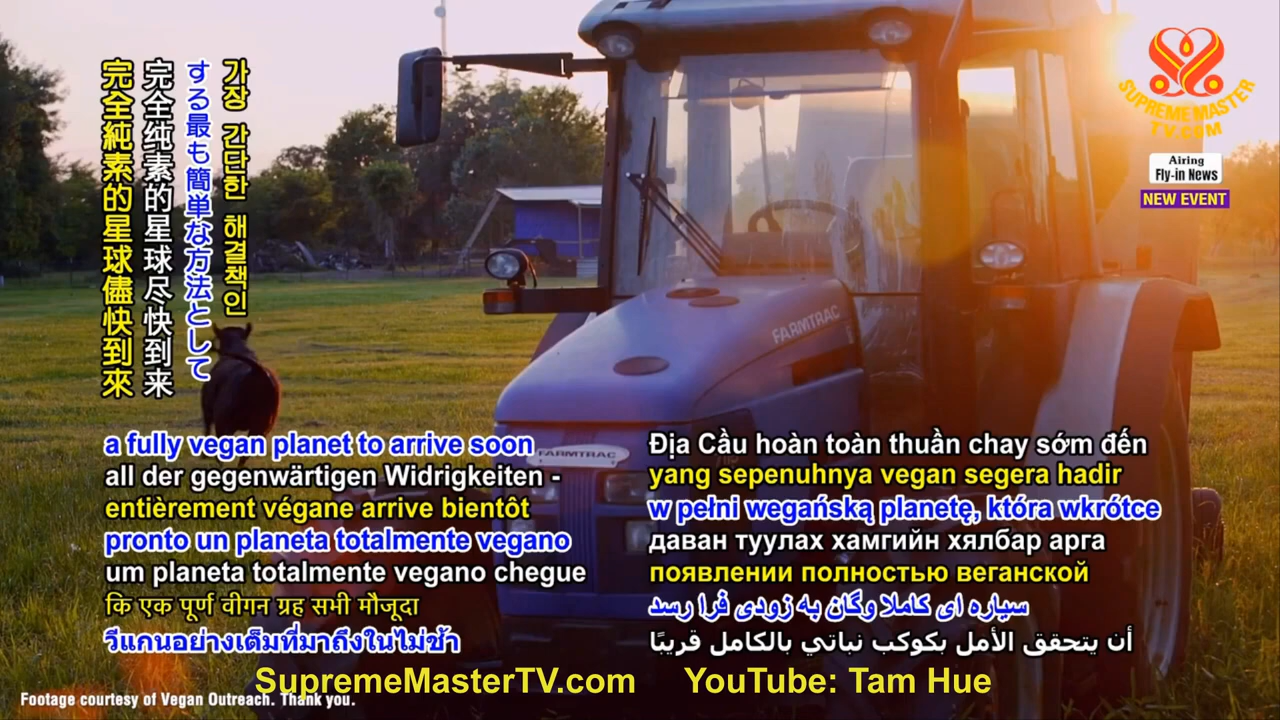 完全純素的星球儘快到來
完全纯素的星球尽快到来
する最も簡単な方法として
가장 간단한 해결책인
SUPREME MASTER
TV.COM
Airing
Fly-in News
NEW EVENT
FARMTRAC
FARMTRAC
a fully vegan planet to arrive soon
all der gegenwärtigen Widrigkeiten -
entièrement végane arrive bientôt
pronto un planeta totalmente vegano
um planeta totalmente vegano chegue
कि एक पूर्ण वीगन ग्रह सभी मौजूदा
วีแกนอย่างเต็มที่มาถึงในไม่ช้า
Địa Cầu hoàn toàn thuần chay sớm đến
yang sepenuhnya vegan segera hadir
w pełni wegańską planetę, która wkrótce
даван туулах хамгийн хялбар арга
появлении полностью веганской
سیاره ای کاملا وگان به زودی فرا رسد
أن يتحقق الأمل بكوكب نباتي بالكامل قريبًا
SupremeMasterTV.com YouTube: Tam Hue
Footage courtesy of Vegan Outreach. Thank you.